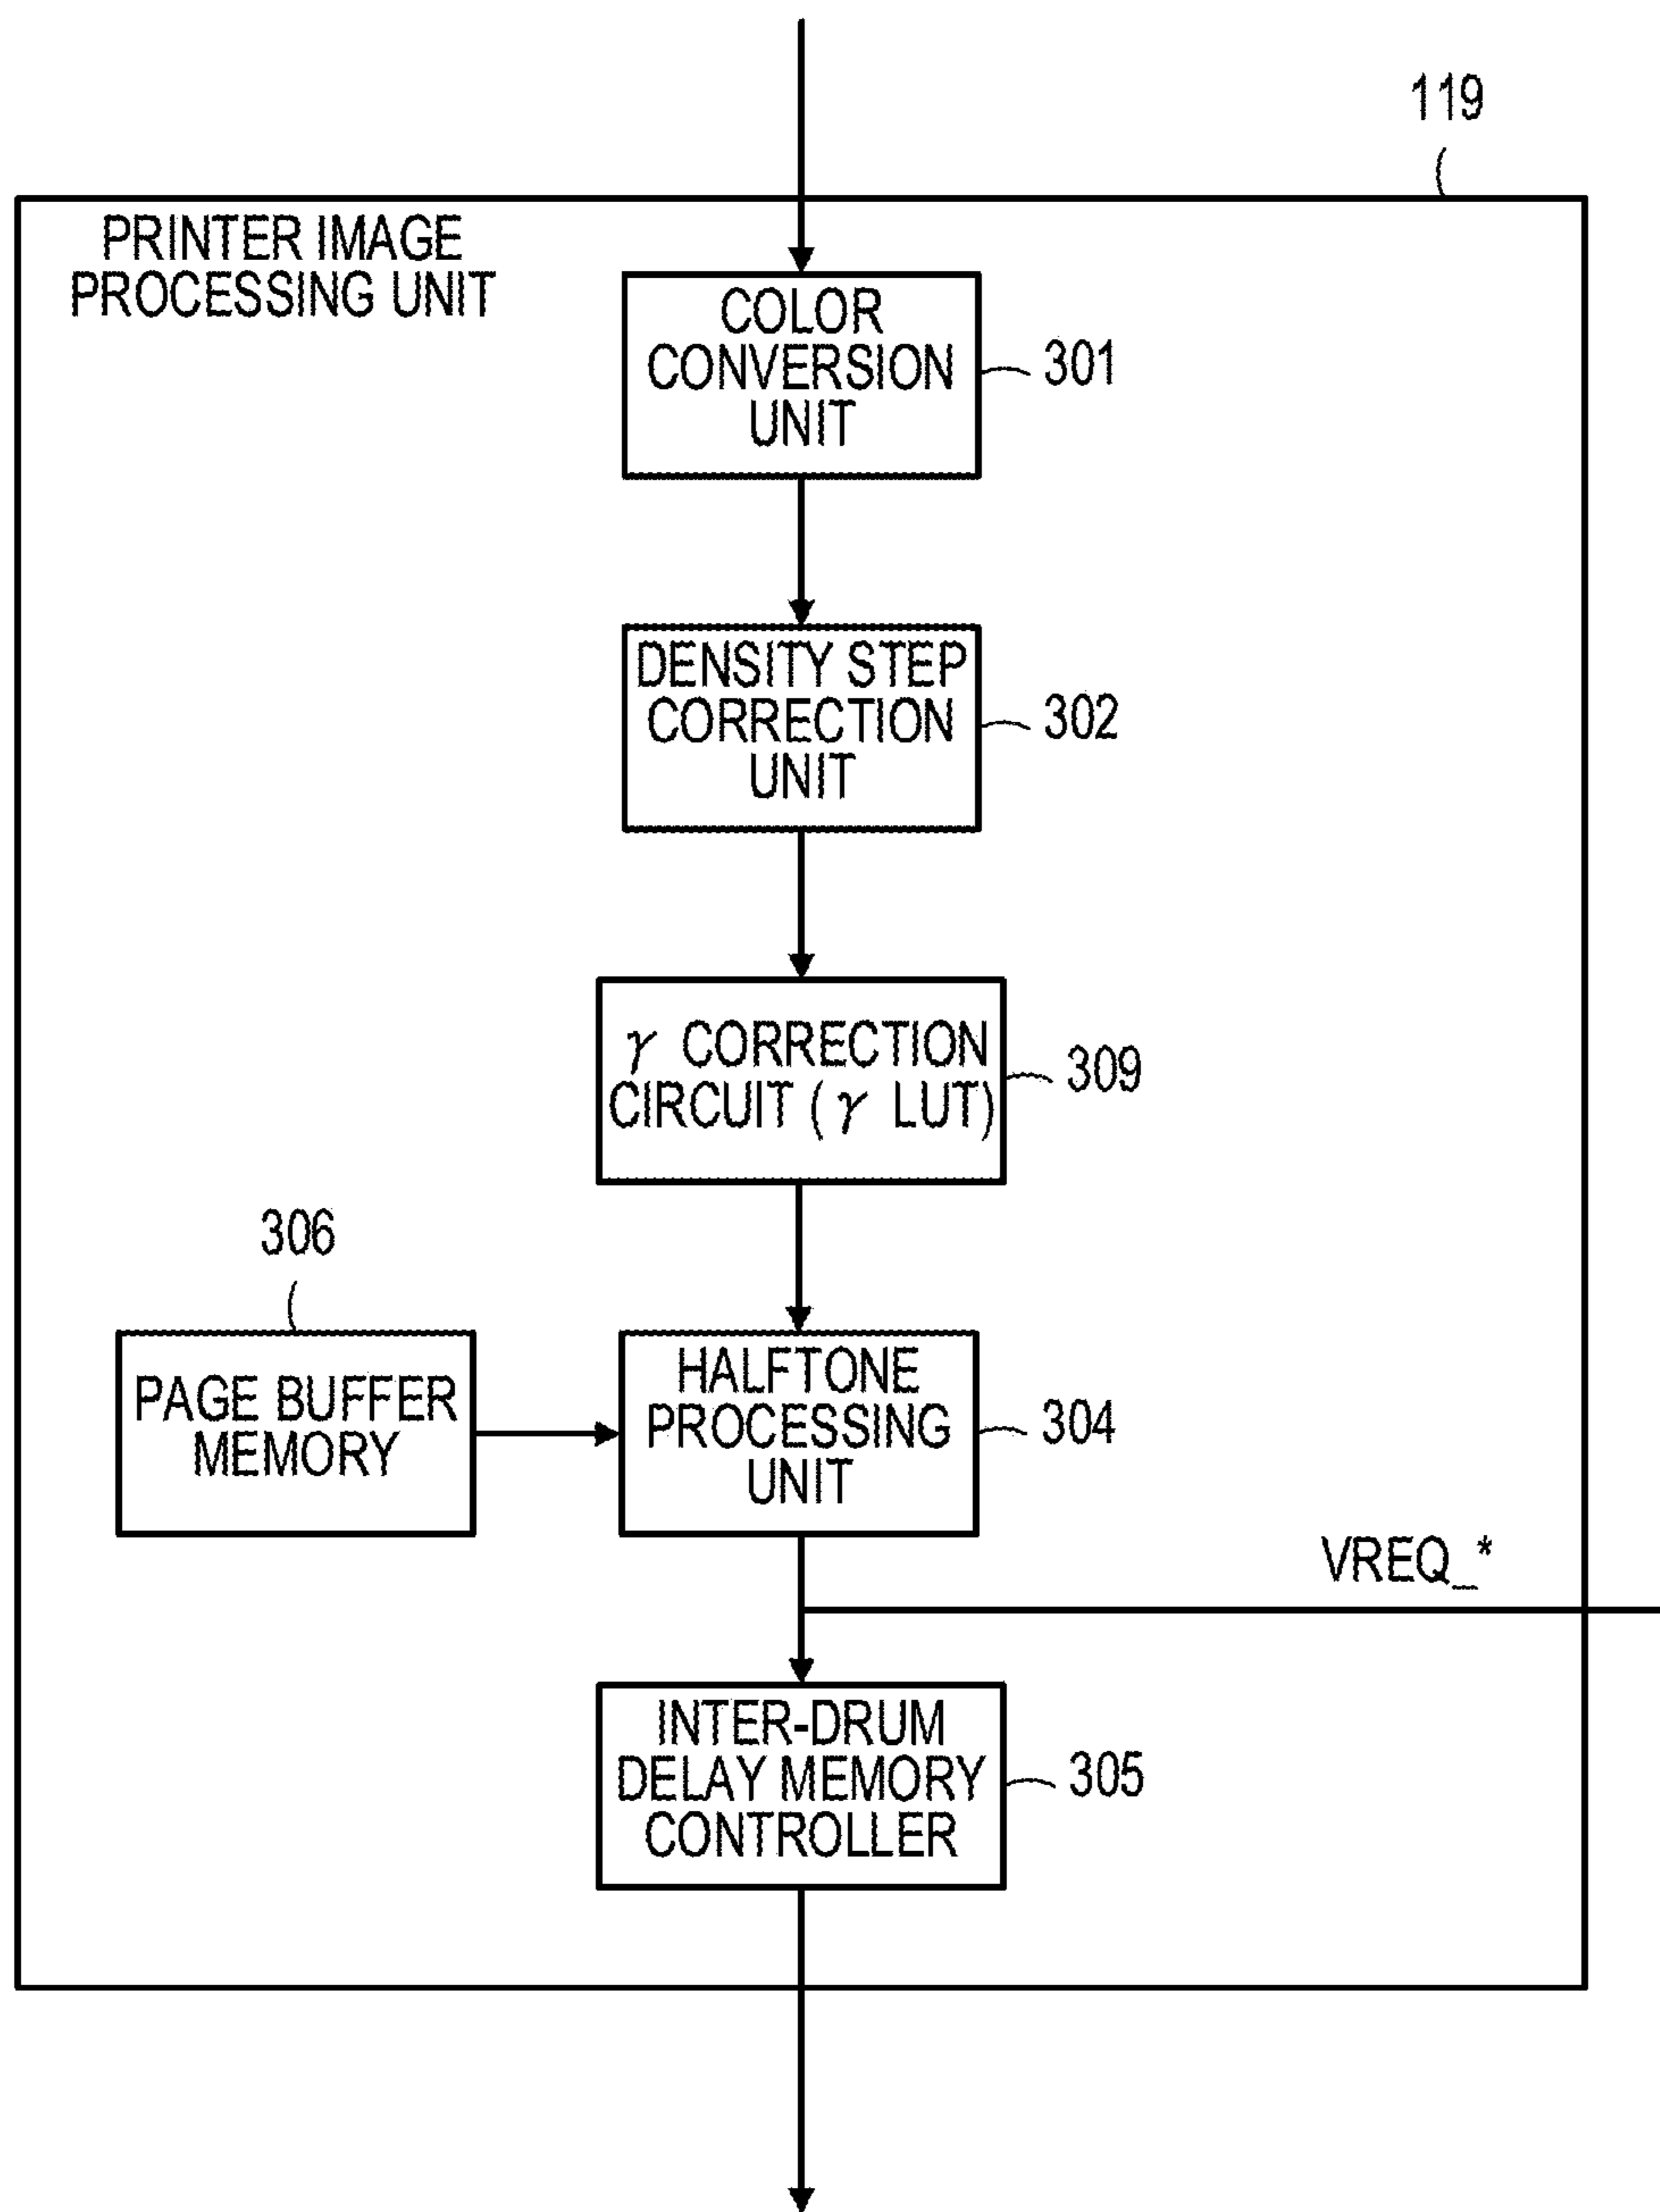 119
PRINTER IMAGE
PROCESSING UNIT
COLOR
CONVERSION
UNIT
301
DENSITY STEP
CORRECTION
UNIT
302
γ CORRECTION
CIRCUIT (γ LUT)
309
306
PAGE BUFFER
MEMORY
HALFTONE
PROCESSING
UNIT
304
VREQ_*
INTER-DRUM
DELAY MEMORY
CONTROLLER
305